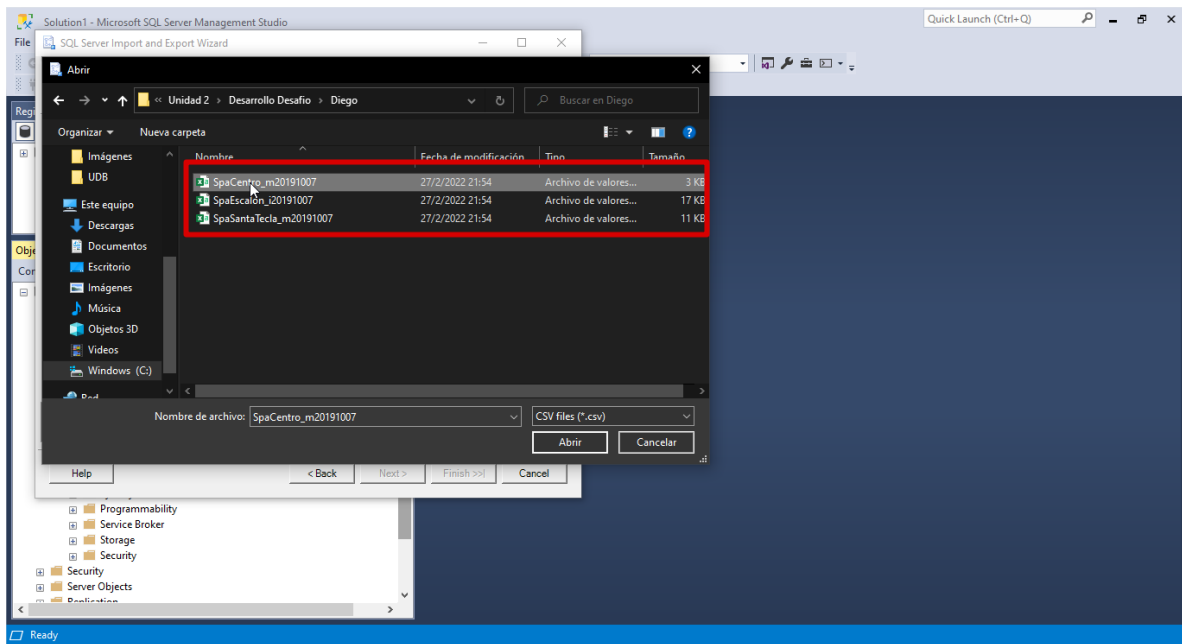 Solution1 - Microsoft SQL Server Management Studio
Quick Launch (Ctrl+Q)
File
SQL Server Import and Export Wizard
Abrir
« Unidad 2 › Desarrollo Desafio › Diego
Buscar en Diego
Regi
Organizar
Nueva carpeta
Nombre
Fecha de modificación
Tipo
Tamaño
Imágenes
UDB
Este equipo
Descargas
Documentos
Escritorio
Imágenes
Música
Objetos 3D
Videos
Windows (C:)
Red
SpaCentro_m20191007 27/2/2022 21:54 Archivo de valores... 3 KB
SpaEscalon_i20191007 27/2/2022 21:54 Archivo de valores... 17 KB
SpaSantaTecla_m20191007 27/2/2022 21:54 Archivo de valores... 11 KB
Obje
Cor
Nombre de archivo: SpaCentro_m20191007
CSV files (*.csv)
Abrir
Cancelar
Help
< Back
Next >
Finish >>|
Cancel
Programmability
Service Broker
Storage
Security
Security
Server Objects
Replication
Ready